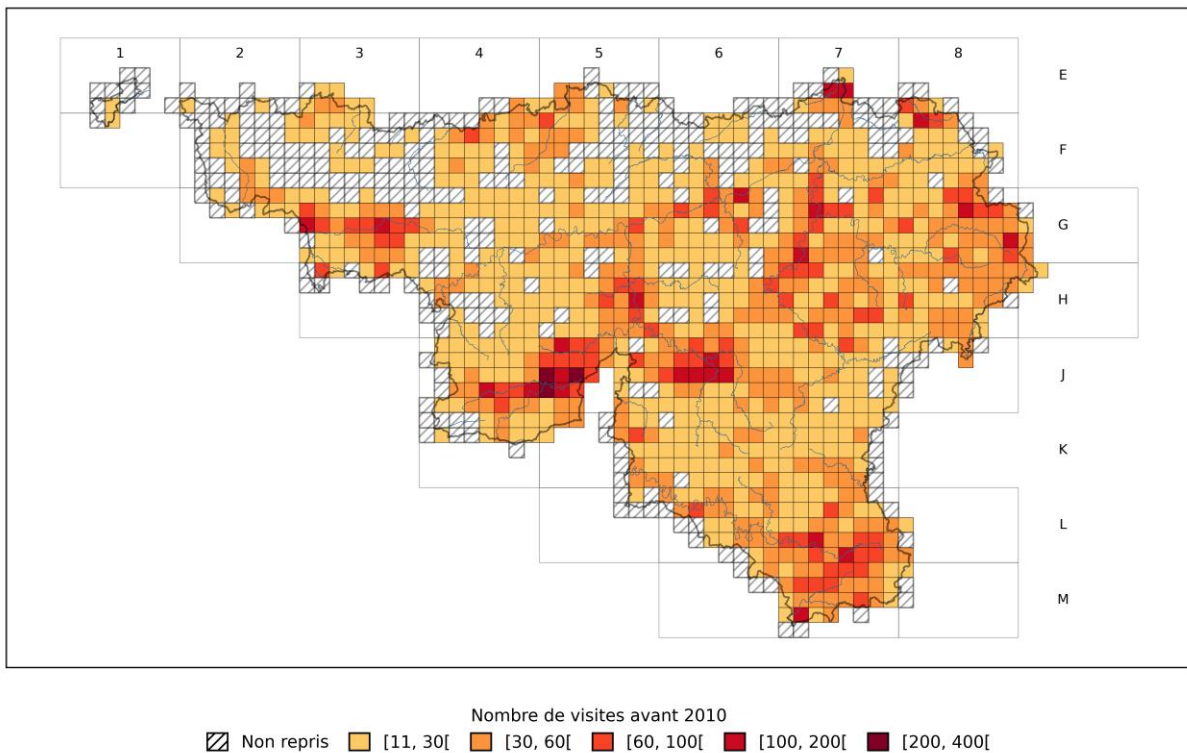 1 2 3 4 5 6 7 8
E
F
G
H
J
K
L
M
Nombre de visites avant 2010
Non repris [11, 30[ [30, 60[ [60, 100[ [100, 200[ [200, 400[